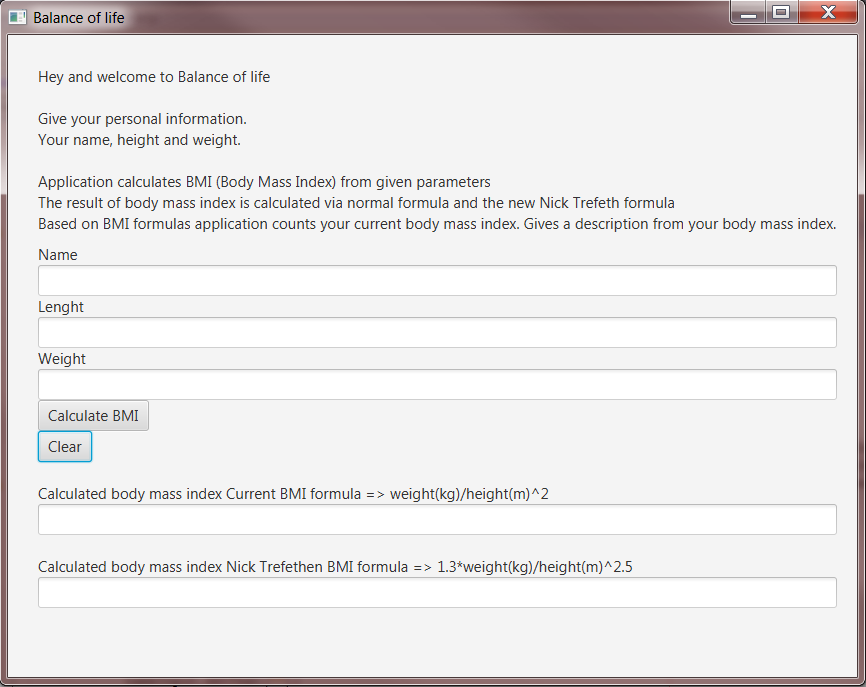 Balance of life
Hey and welcome to Balance of life
Give your personal information.
Your name, height and weight.
Application calculates BMI (Body Mass Index) from given parameters
The result of body mass index is calculated via normal formula and the new Nick Trefeth formula
Based on BMI formulas application counts your current body mass index. Gives a description from your body mass index.
Name
Lenght
Weight
Calculate BMI
Clear
Calculated body mass index Current BMI formula => weight(kg)/height(m)^2
Calculated body mass index Nick Trefethen BMI formula => 1.3*weight(kg)/height(m)^2.5